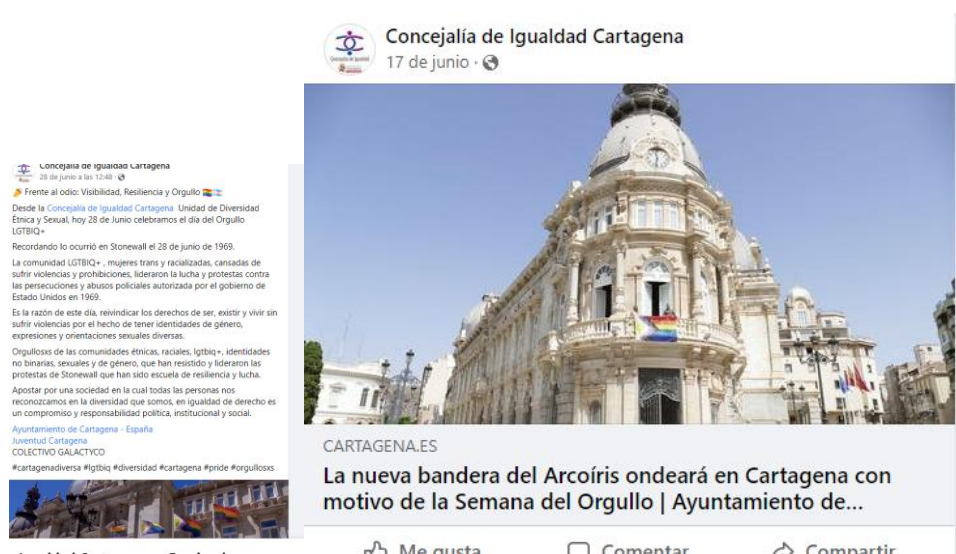 Concejalía de Igualdad Cartagena
28 de junio a las 12:48
Frente al odio: Visibilidad, Resiliencia y Orgullo
Desde la Concejalía de Igualdad Cartagena Unidad de Diversidad
Étnica y Sexual, hoy 28 de Junio celebramos el día del Orgullo
LGTBIQ+
Recordando lo ocurrió en Stonewall el 28 de junio de 1969.
La comunidad LGTBIQ+ , mujeres trans y racializadas, cansadas de
sufrir violencias y prohibiciones, lideraron la lucha y protestas contra
las persecuciones y abusos policiales autorizada por el gobierno de
Estado Unidos en 1969.
Es la razón de este día, reivindicar los derechos de ser, existir y vivir sin
sufrir violencias por el hecho de tener identidades de género,
expresiones y orientaciones sexuales diversas.
Orgullosxs de las comunidades étnicas, raciales, lgtbiq+, identidades
no binarias, sexuales y de género, que han resistido y lideraron las
protestas de Stonewall que han sido escuela de resiliencia y lucha.
Apostar por una sociedad en la cual todas las personas nos
reconozcamos en la diversidad que somos, en igualdad de derecho es
un compromiso y responsabilidad política, institucional y social.
Ayuntamiento de Cartagena - España
Juventud Cartagena
COLECTIVO GALACTYCO
#cartagenadiversa #lgtbiq #diversidad #cartagena #pride #orgullosxs
Concejalía de Igualdad Cartagena
17 de junio
CARTAGENA.ES
La nueva bandera del Arcoíris ondeará en Cartagena con
motivo de la Semana del Orgullo | Ayuntamiento de...
Me gusta Comentar Compartir